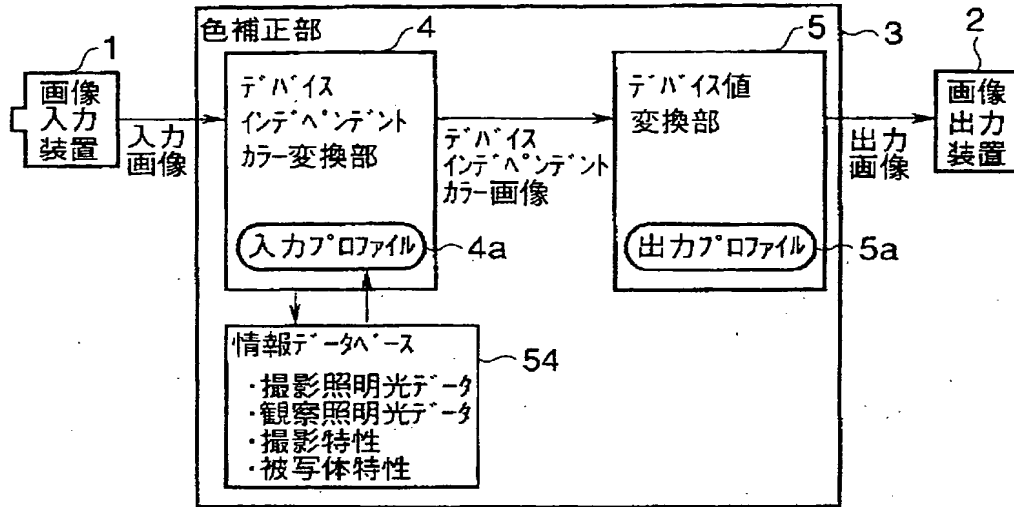 色補正部
1
画像
入力
装置
入力
画像
4
デバイス
インデペンデント
カラー変換部
入力プロファイル
4a
デバイス
インデペンデント
カラー画像
5
デバイス値
変換部
出力プロファイル
5a
3
出力
画像
2
画像
出力
装置
情報データベース
・撮影照明光データ
・観察照明光データ
・撮影特性
・被写体特性
54